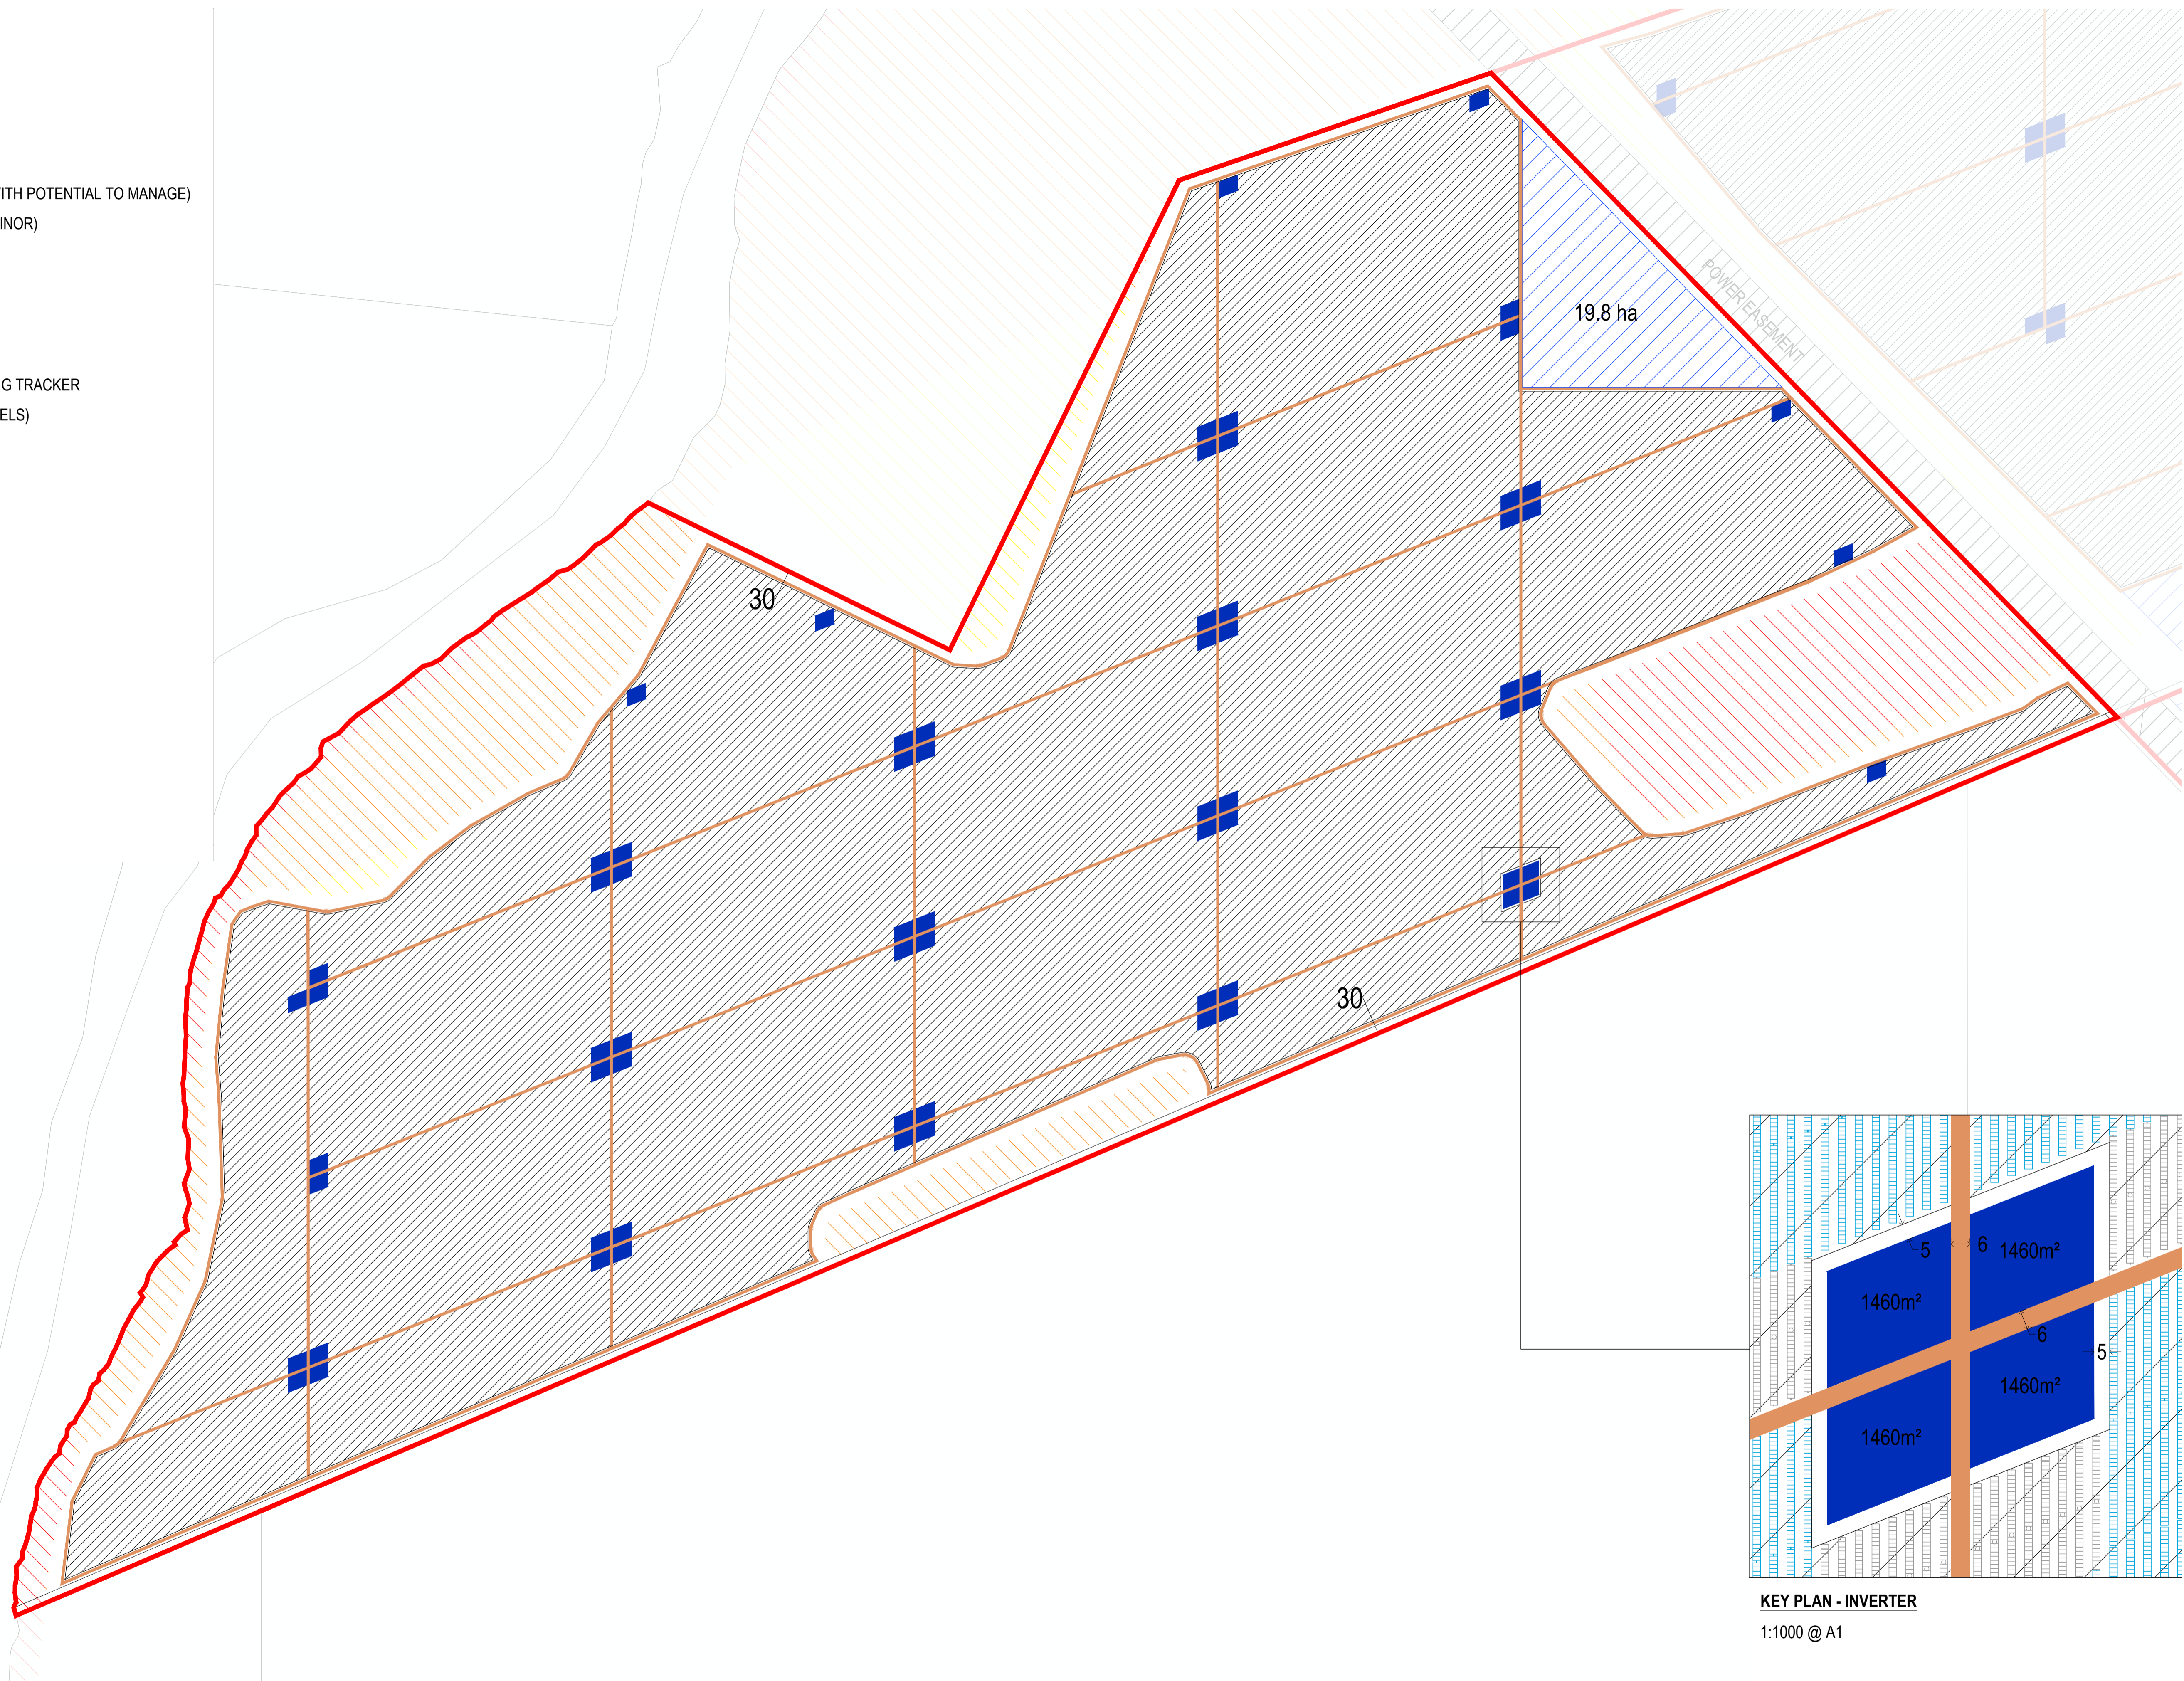 WITH POTENTIAL TO MANAGE)
INOR)
TRACKER
ELS)
19.8 ha
POWER EASEMENT
30
30
5
6
1460m²
1460m²
6
5
1460m²
1460m²
KEY PLAN - INVERTER
1:1000 @ A1